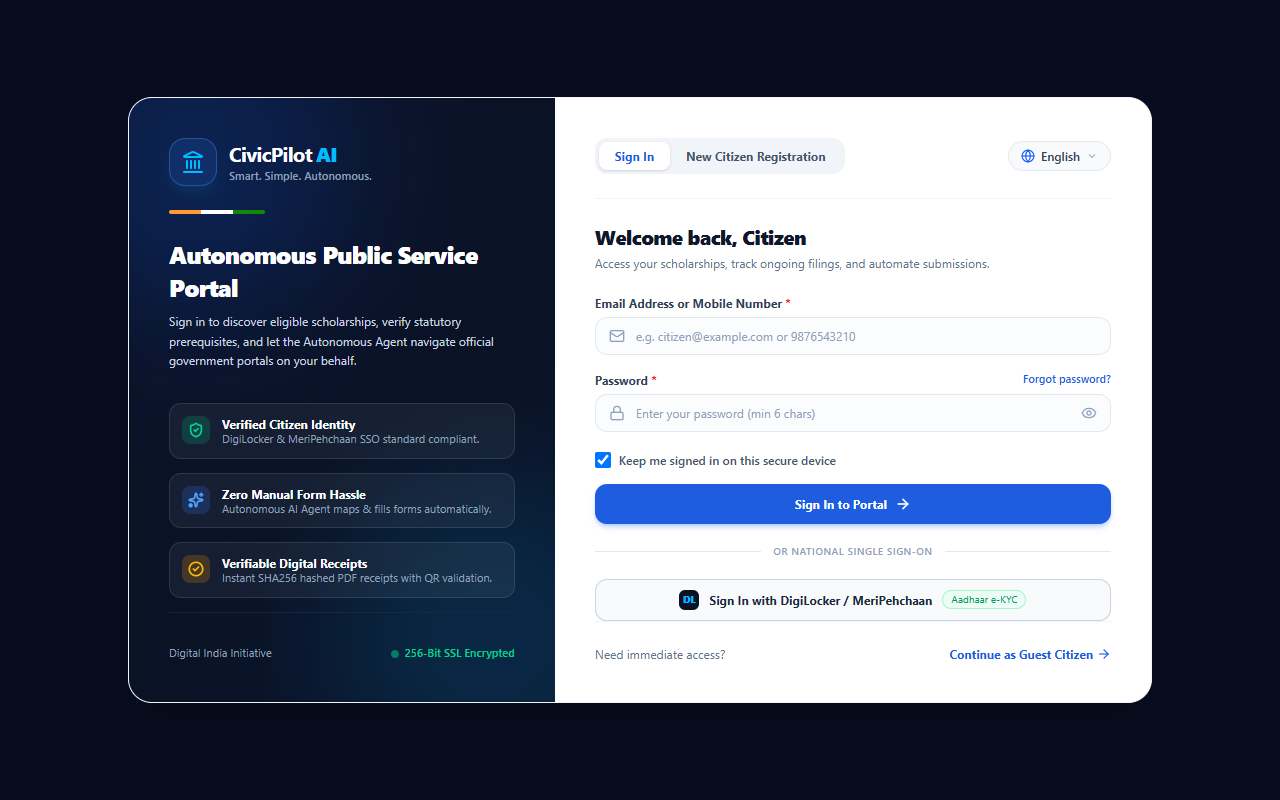 CivicPilot AI
Smart. Simple. Autonomous.
Autonomous Public Service
Portal
Sign in to discover eligible scholarships, verify statutory
prerequisites, and let the Autonomous Agent navigate official
government portals on your behalf.
Verified Citizen Identity
DigiLocker & MeriPehchaan SSO standard compliant.
Zero Manual Form Hassle
Autonomous AI Agent maps & fills forms automatically.
Verifiable Digital Receipts
Instant SHA256 hashed PDF receipts with QR validation.
Digital India Initiative
256-Bit SSL Encrypted
Sign In
New Citizen Registration
English
Welcome back, Citizen
Access your scholarships, track ongoing filings, and automate submissions.
Email Address or Mobile Number *
e.g. citizen@example.com or 9876543210
Password *
Forgot password?
Enter your password (min 6 chars)
Keep me signed in on this secure device
Sign In to Portal
OR NATIONAL SINGLE SIGN-ON
DL Sign In with DigiLocker / MeriPehchaan Aadhaar e-KYC
Need immediate access?
Continue as Guest Citizen